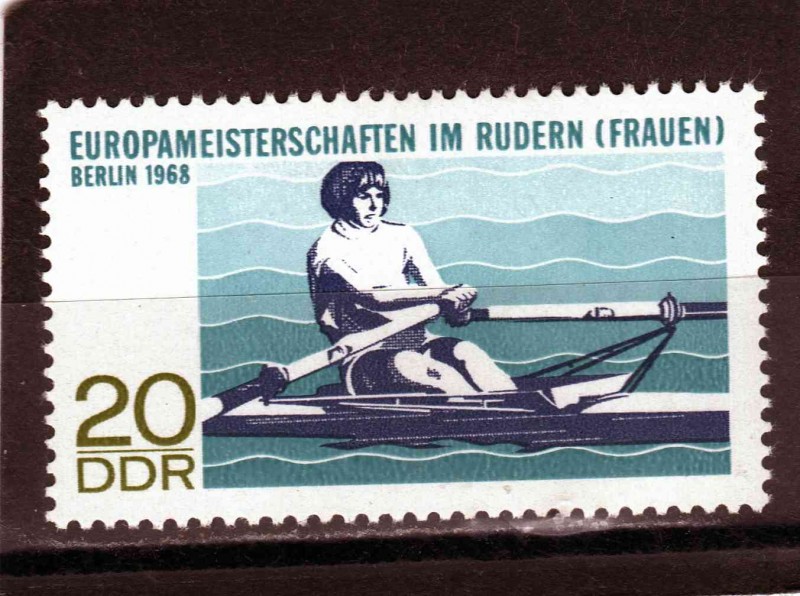 EUROPAMEISTERSCHAFTEN IM RUDERN (FRAUEN)
BERLIN 1968
20
DDR